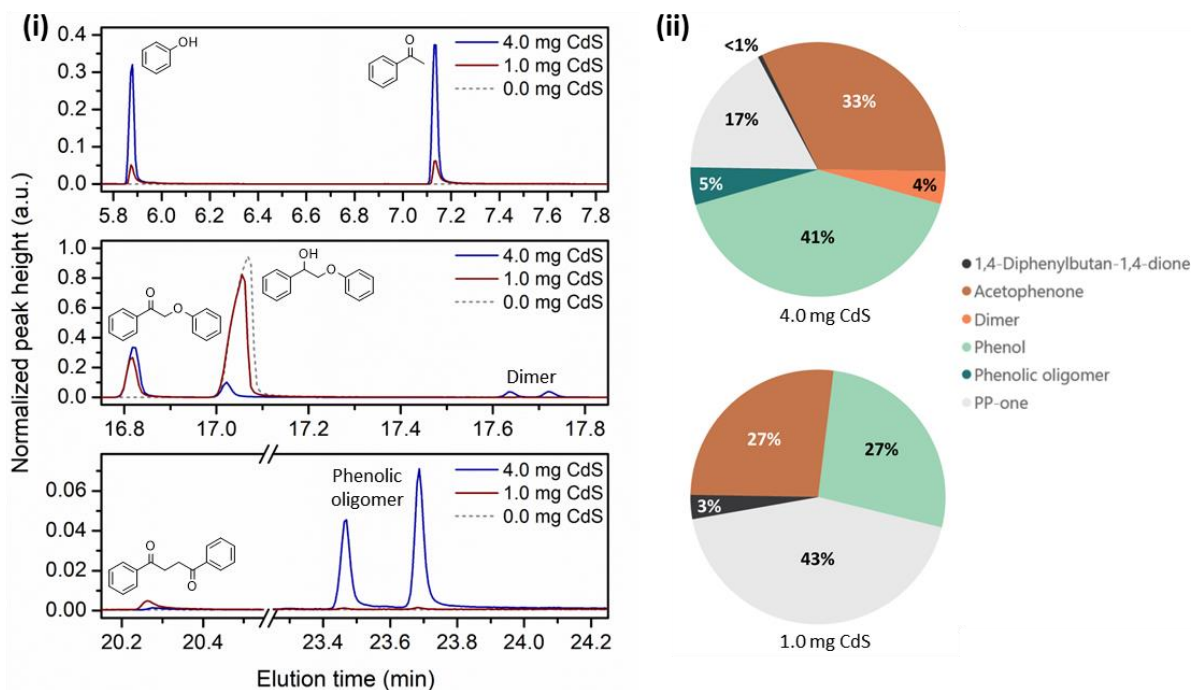 (i)
Normalized peak height (a.u.)
OH
O
4.0 mg CdS
1.0 mg CdS
0.0 mg CdS
0.4
0.3
0.2
0.1
0.0
5.8 6.0 6.2 6.4 6.6 6.8 7.0 7.2 7.4 7.6 7.8
O
O
OH
O
Dimer
4.0 mg CdS
1.0 mg CdS
0.0 mg CdS
1.0
0.8
0.6
0.4
0.2
0.0
16.8 17.0 17.2 17.4 17.6 17.8
O
O
Phenolic
oligomer
4.0 mg CdS
1.0 mg CdS
0.0 mg CdS
0.06
0.04
0.02
0.00
20.2 20.4 23.4 23.6 23.8 24.0 24.2
Elution time (min)
(ii)
<1%
33%
17%
5%
4%
41%
4.0 mg CdS
1,4-Diphenylbutan-1,4-dione
Acetophenone
Dimer
Phenol
Phenolic oligomer
PP-one
27%
27%
3%
43%
1.0 mg CdS